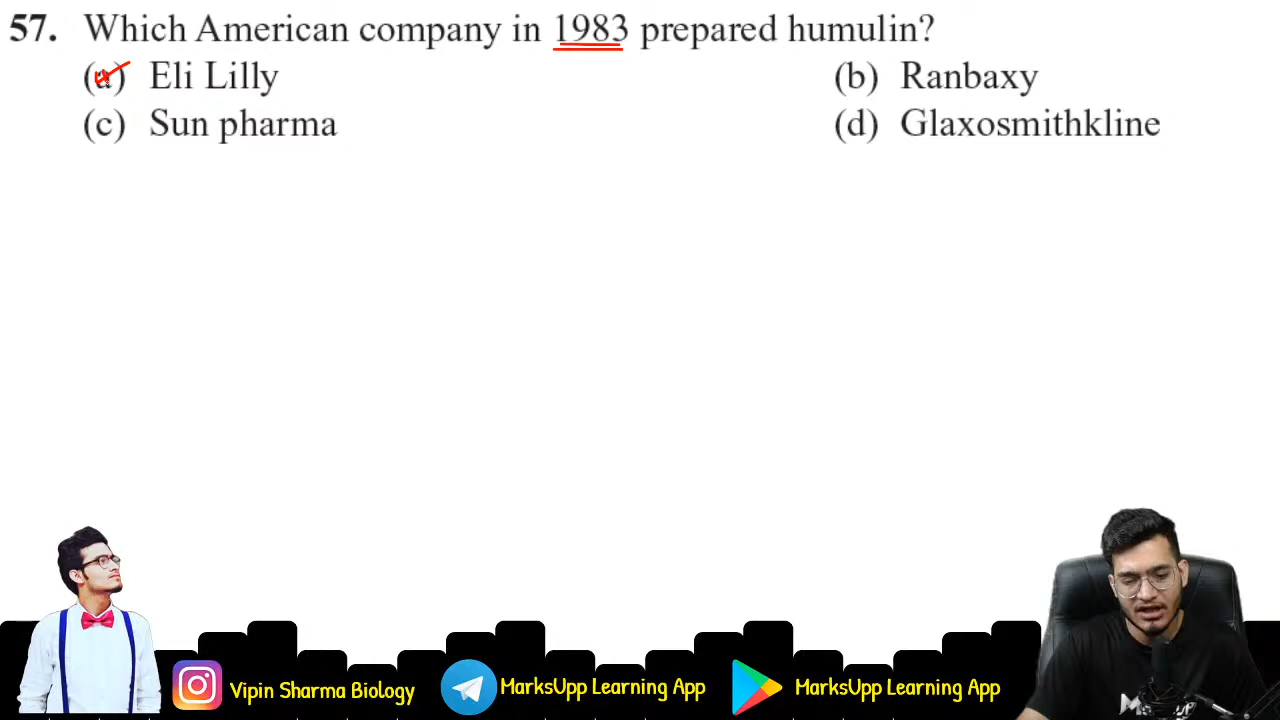 57. Which American company in 1983 prepared humulin?
(a) Eli Lilly (b) Ranbaxy
(c) Sun pharma (d) Glaxosmithkline
Vipin Sharma Biology MarksUpp Learning App MarksUpp Learning App